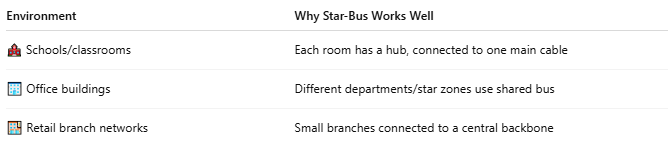 Environment Why Star-Bus Works Well
Schools/classrooms Each room has a hub, connected to one main cable
Office buildings Different departments/star zones use shared bus
Retail branch networks Small branches connected to a central backbone